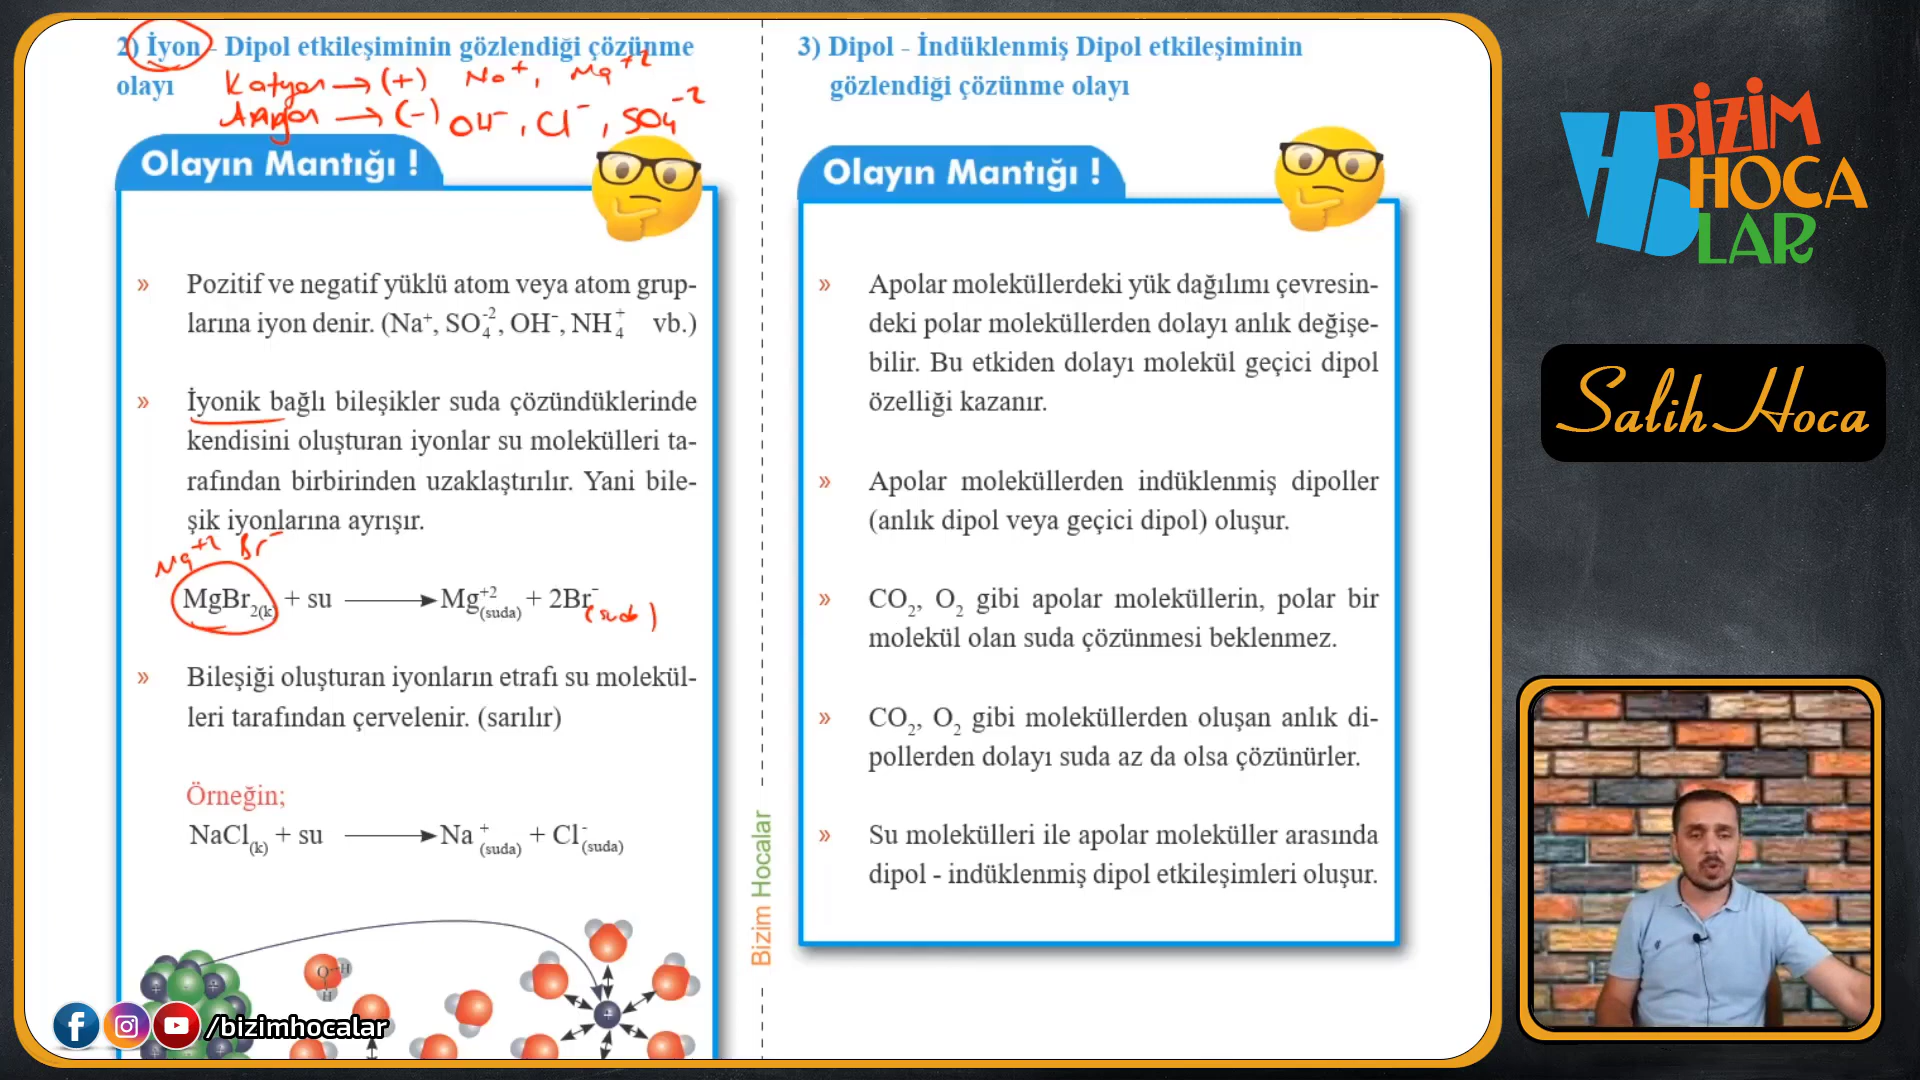 2) İyon - Dipol etkileşiminin gözlendiği çözünme
olayı
Katyon → (+) Na+, Mg+2
Anyon → (-) OH-, Cl-, SO4-2
Olayın Mantığı !
» Pozitif ve negatif yüklü atom veya atom grup-
larına iyon denir. (Na+, SO4-2, OH-, NH4+ vb.)
» İyonik bağlı bileşikler suda çözündüklerinde
kendisini oluşturan iyonlar su molekülleri ta-
rafından birbirinden uzaklaştırılır. Yani bile-
şik iyonlarına ayrışır.
Mg+2 Br-
MgBr2(k) + su → Mg+2(suda) + 2Br-
(suda)
» Bileşiği oluşturan iyonların etrafı su molekül-
leri tarafından çervelenir. (sarılır)
Örneğin;
NaCl(k) + su → Na+(suda) + Cl-(suda)
O H
H
+
+ +
+
/bizimhocalar
Bizim Hocalar
3) Dipol - İndüklenmiş Dipol etkileşiminin
gözlendiği çözünme olayı
Olayın Mantığı !
» Apolar moleküllerdeki yük dağılımı çevresin-
deki polar moleküllerden dolayı anlık değişe-
bilir. Bu etkiden dolayı molekül geçici dipol
özelliği kazanır.
» Apolar moleküllerden indüklenmiş dipoller
(anlık dipol veya geçici dipol) oluşur.
» CO2, O2 gibi apolar moleküllerin, polar bir
molekül olan suda çözünmesi beklenmez.
» CO2, O2 gibi moleküllerden oluşan anlık di-
pollerden dolayı suda az da olsa çözünürler.
» Su molekülleri ile apolar moleküller arasında
dipol - indüklenmiş dipol etkileşimleri oluşur.
BİZİM
HOCA
LAR
Salih Hoca